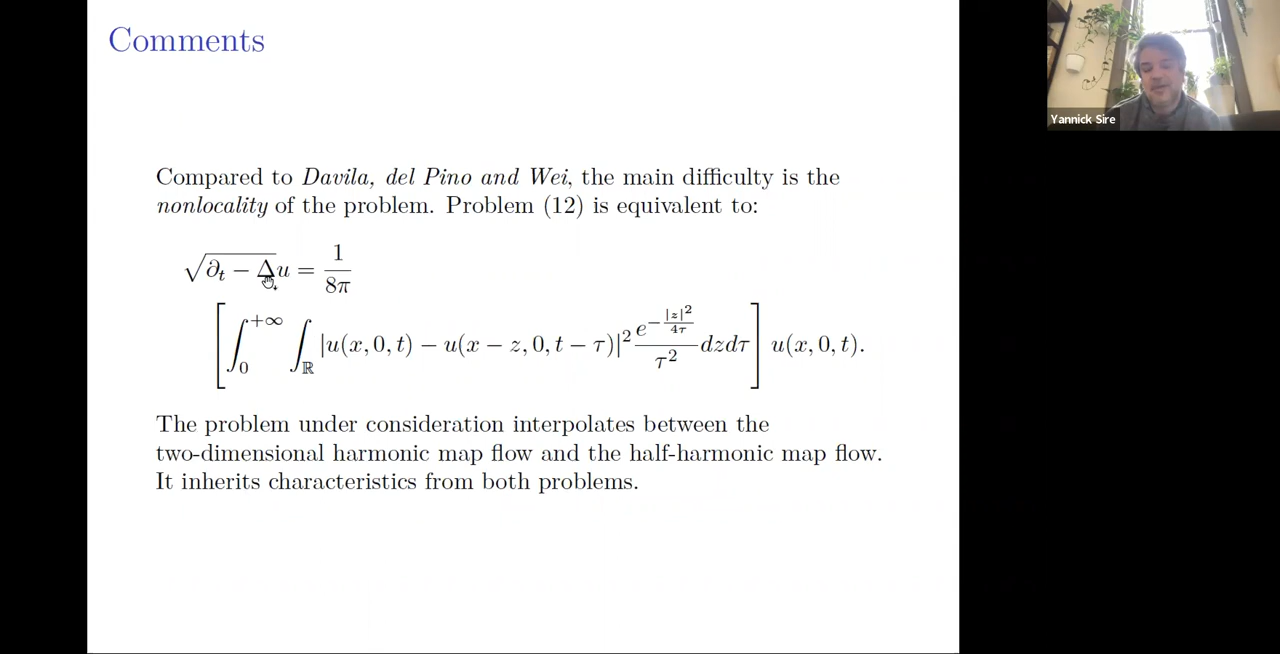 Comments
Yannick Sire
Compared to Davila, del Pino and Wei, the main difficulty is the
nonlocality of the problem. Problem (12) is equivalent to:
√(∂_t − Δ)u = 1/(8π)
[∫_0^{+∞} ∫_ℝ |u(x, 0, t) − u(x − z, 0, t − τ)|² e^{−|z|²/(4τ)}/τ² dzdτ] u(x, 0, t).
The problem under consideration interpolates between the
two-dimensional harmonic map flow and the half-harmonic map flow.
It inherits characteristics from both problems.